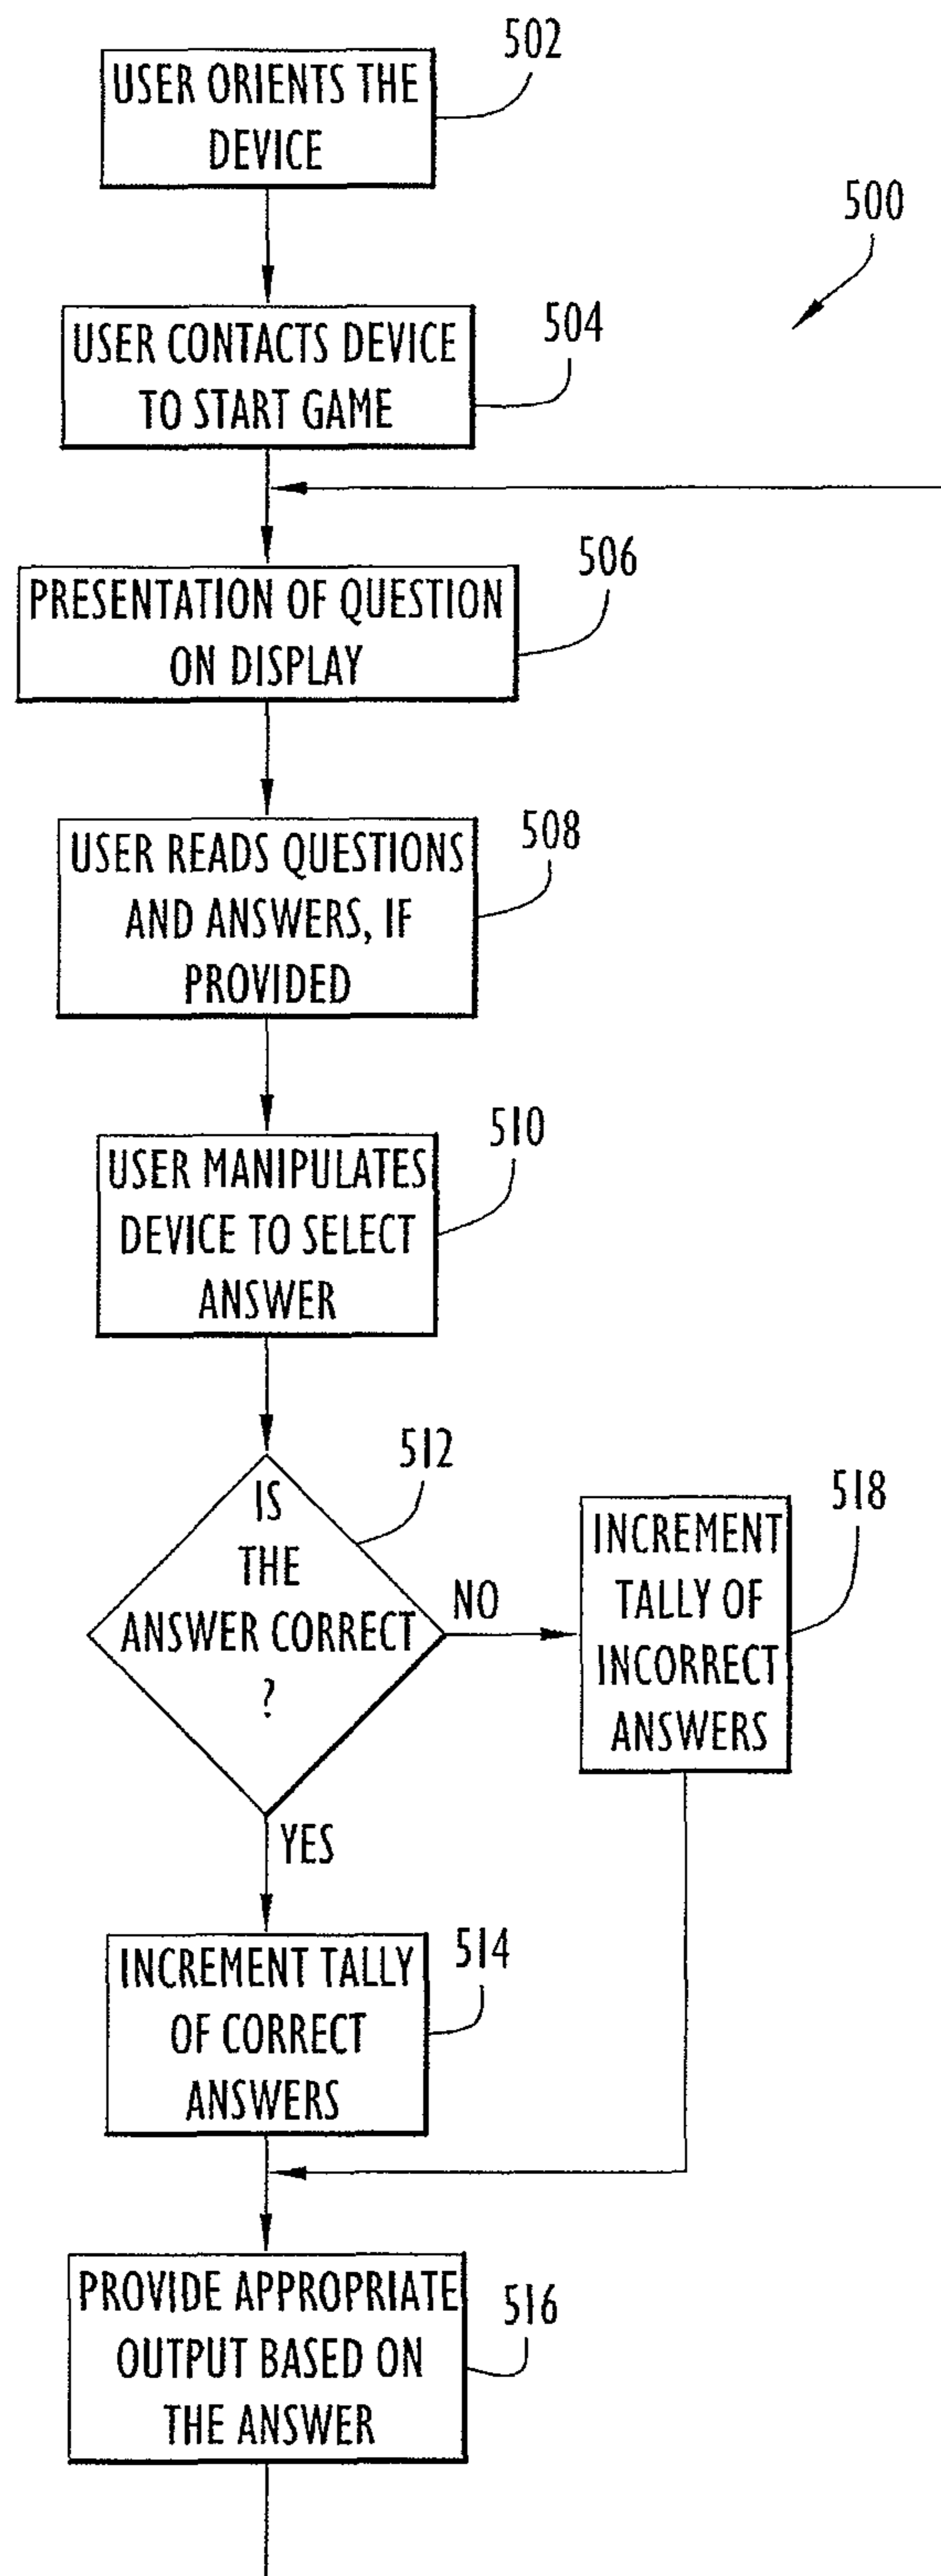 502
USER ORIENTS THE
DEVICE
500
504
USER CONTACTS DEVICE
TO START GAME
506
PRESENTATION OF QUESTION
ON DISPLAY
508
USER READS QUESTIONS
AND ANSWERS, IF
PROVIDED
510
USER MANIPULATES
DEVICE TO SELECT
ANSWER
512
IS
THE
ANSWER CORRECT
?
NO
518
INCREMENT
TALLY OF
INCORRECT
ANSWERS
YES
514
INCREMENT TALLY
OF CORRECT
ANSWERS
516
PROVIDE APPROPRIATE
OUTPUT BASED ON
THE ANSWER